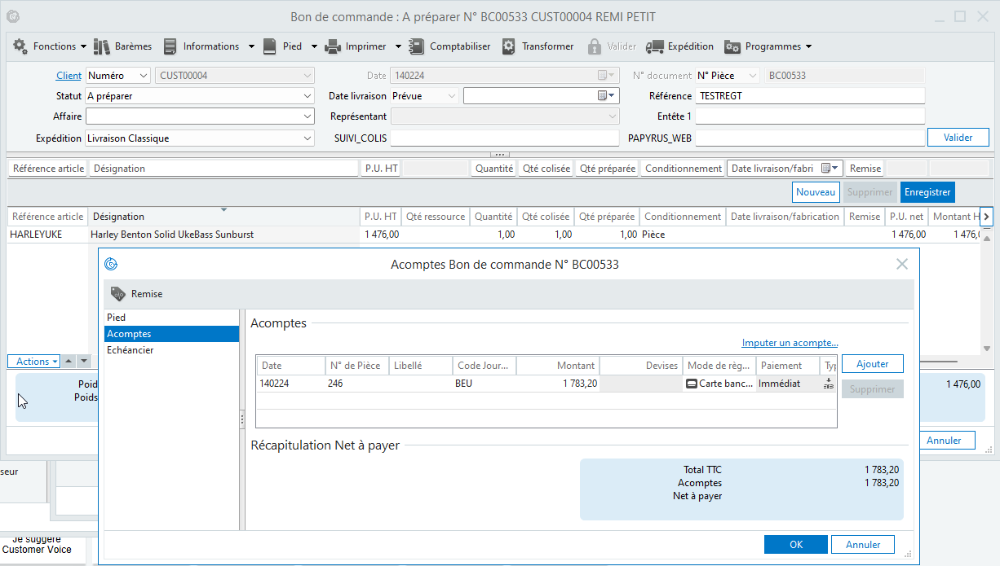 Bon de commande : A préparer N° BC00533 CUST00004 REMI PETIT
Fonctions Barèmes Informations Pied Imprimer Comptabiliser Transformer Valider Expédition Programmes
Client Numéro CUST00004 Date 140224 N° document N° Pièce BC00533
Statut A préparer Date livraison Prévue Référence TESTREGT
Affaire Représentant Entête 1
Expédition Livraison Classique SUIVI_COLIS PAPYRUS_WEB Valider
Référence article Désignation P.U. HT Quantité Qté colisée Qté préparée Conditionnement Date livraison/fabri Remise
Nouveau Supprimer Enregistrer
Référence article Désignation P.U. HT Qté ressource Quantité Qté colisée Qté préparée Conditionnement Date livraison/fabrication Remise P.U. net Montant H
HARLEYUKE Harley Benton Solid UkeBass Sunburst 1 476,00 1,00 1,00 1,00 Pièce 1 476,00 1 476,
Acomptes Bon de commande N° BC00533
Remise
Pied
Acomptes
Echéancier
Acomptes
Imputer un acompte...
Date N° de Pièce Libellé Code Jour... Montant Devises Mode de règ... Paiement Typ
Ajouter
140224 246 BEU 1 783,20 Carte banc... Immédiat
Supprimer
Récapitulation Net à payer
Total TTC 1 783,20
Acomptes 1 783,20
Net à payer
OK Annuler
Actions
Poid
Poids
1 476,00
Annuler
seur
Je suggère
Customer Voice